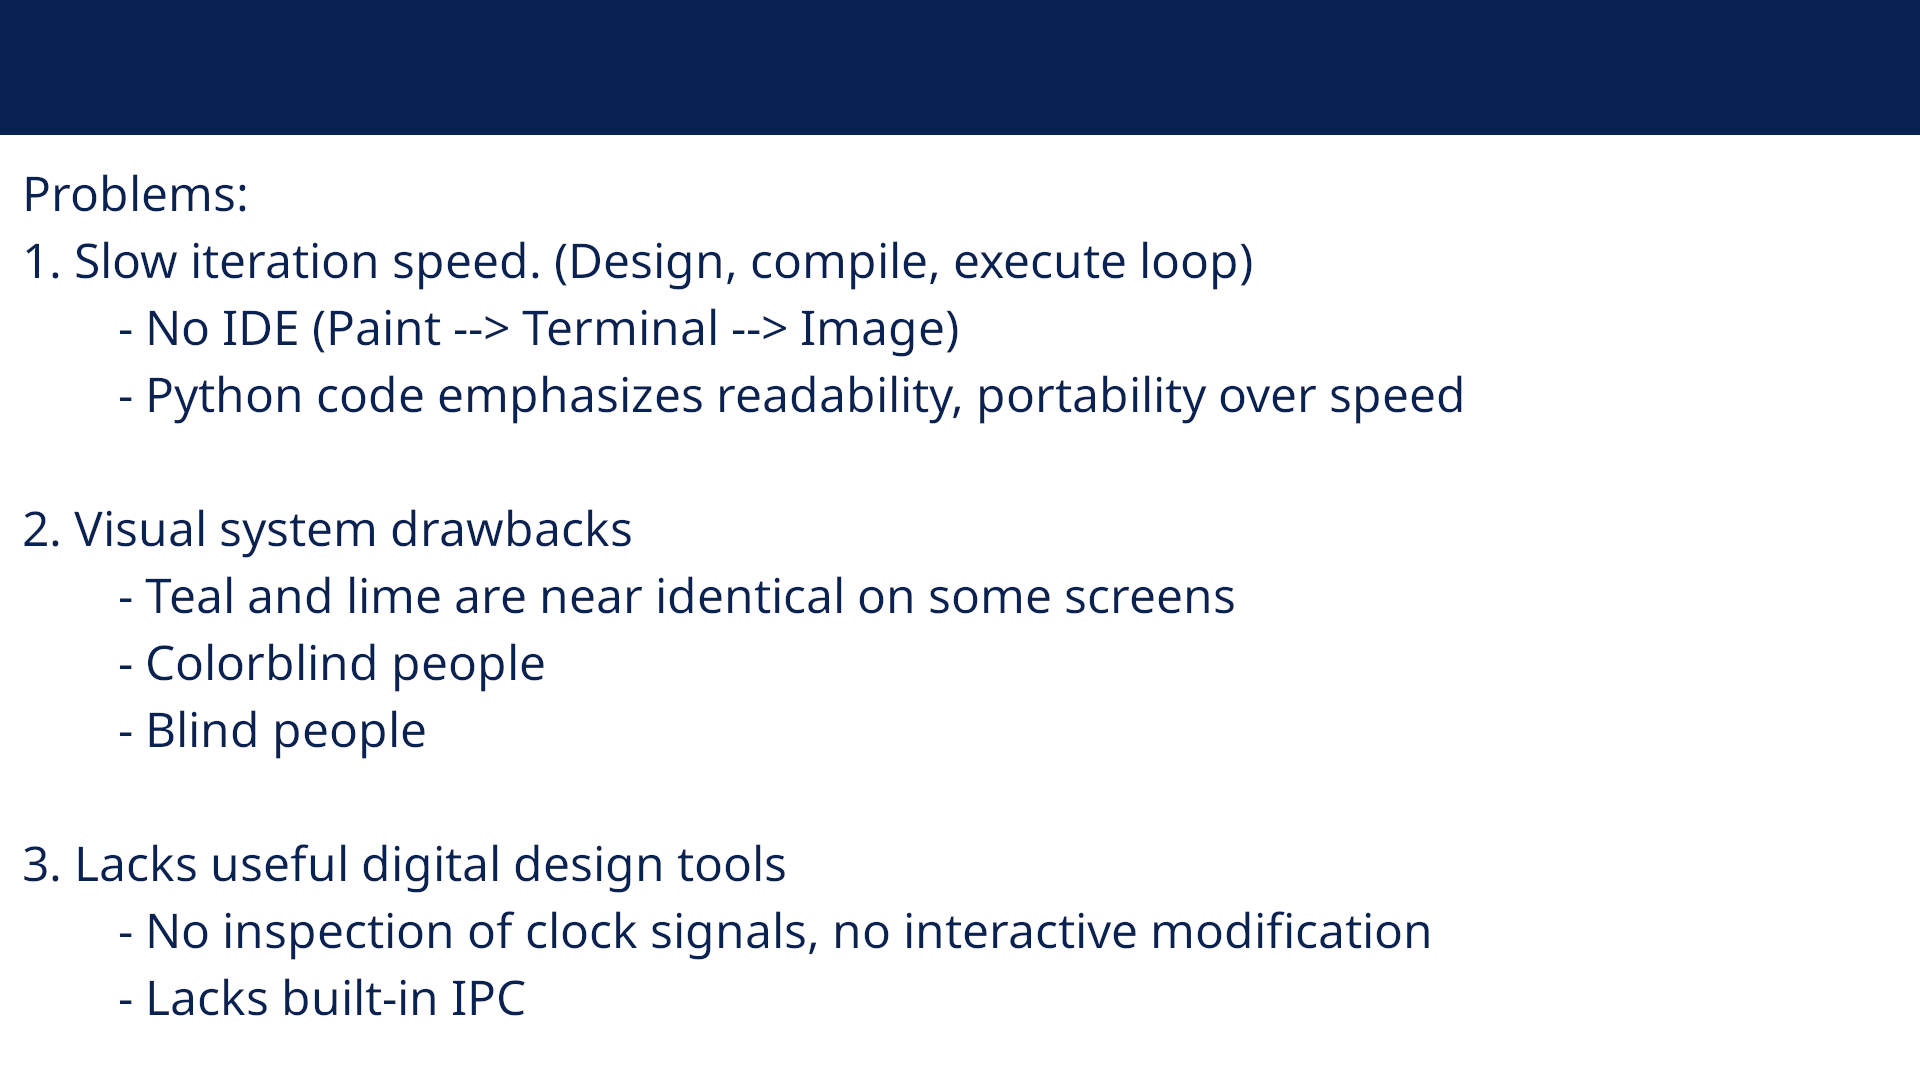 Problems:
1. Slow iteration speed. (Design, compile, execute loop)
- No IDE (Paint --> Terminal --> Image)
- Python code emphasizes readability, portability over speed
2. Visual system drawbacks
- Teal and lime are near identical on some screens
- Colorblind people
- Blind people
3. Lacks useful digital design tools
- No inspection of clock signals, no interactive modification
- Lacks built-in IPC